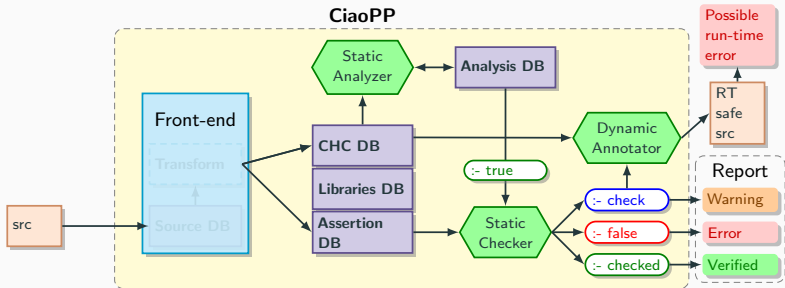 CiaoPP
Possible
run-time
error
Static
Analyzer
Analysis DB
Front-end
Transform
Source DB
src
CHC DB
Libraries DB
Assertion
DB
:- true
Static
Checker
Dynamic
Annotator
:- check
:- false
:- checked
RT
safe
src
Report
Warning
Error
Verified